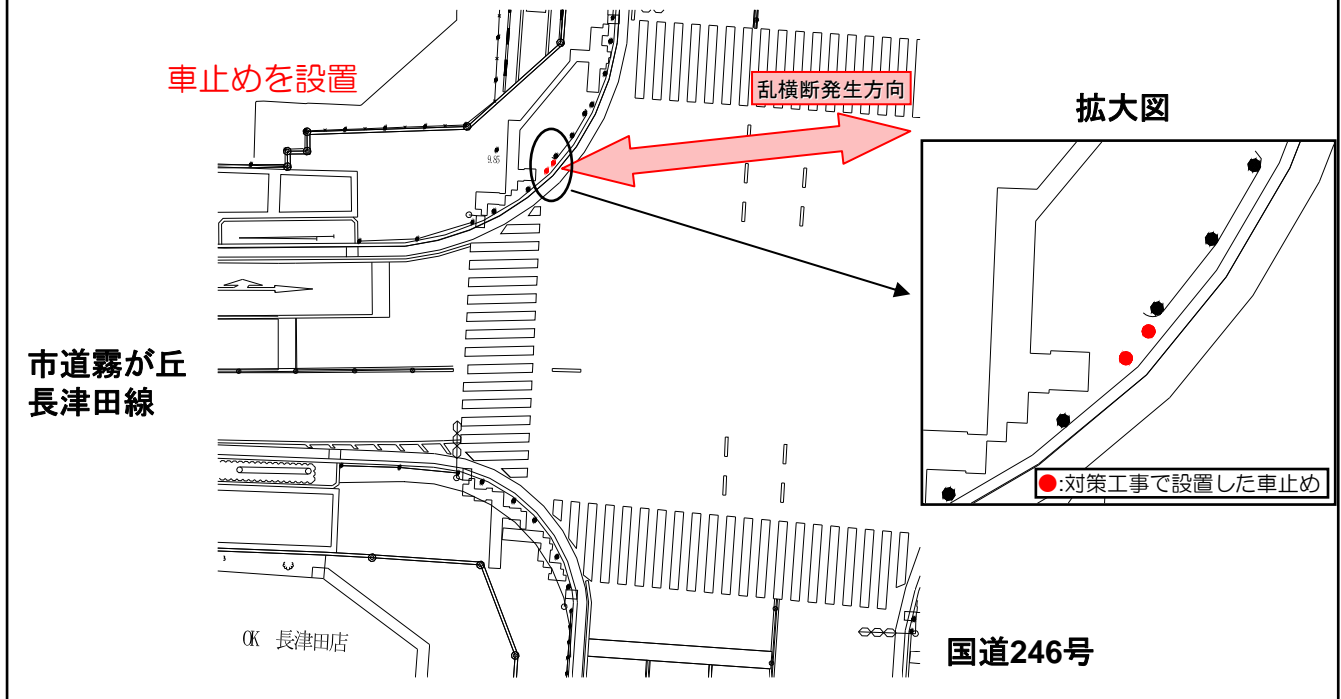 車止めを設置
乱横断発生方向
拡大図
9.85
市道霧が丘
長津田線
●:対策工事で設置した車止め
OK 長津田店
国道246号